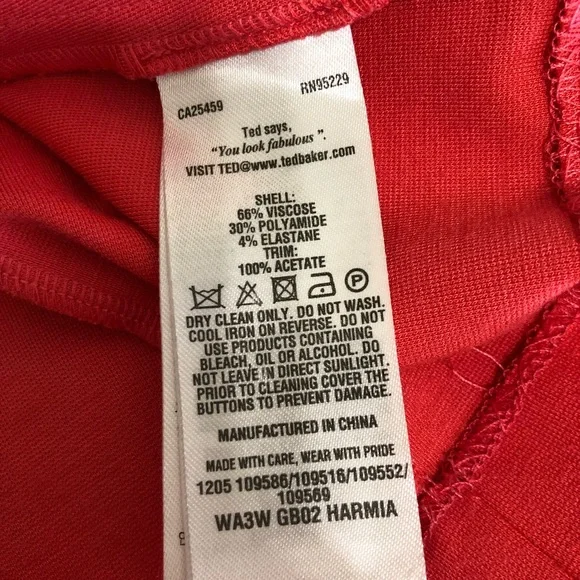 CA25459 RN95229
Ted says,
"You look fabulous".
VISIT TED@www.tedbaker.com
SHELL:
66% VISCOSE
30% POLYAMIDE
4% ELASTANE
TRIM:
100% ACETATE
P
DRY CLEAN ONLY. DO NOT WASH.
COOL IRON ON REVERSE. DO NOT
USE PRODUCTS CONTAINING
BLEACH, OIL OR ALCOHOL. DO
NOT LEAVE IN DIRECT SUNLIGHT.
PRIOR TO CLEANING COVER THE
BUTTONS TO PREVENT DAMAGE.
MANUFACTURED IN CHINA
MADE WITH CARE, WEAR WITH PRIDE
1205 109586/109516/109552/
109569
WA3W GB02 HARMIA